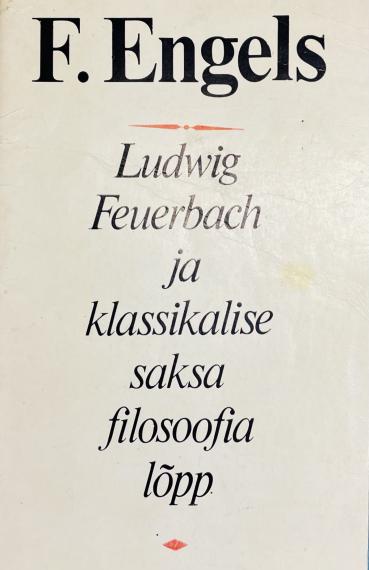 F. Engels
Ludwig
Feuerbach
ja
klassikalise
saksa
filosoofia
lõpp